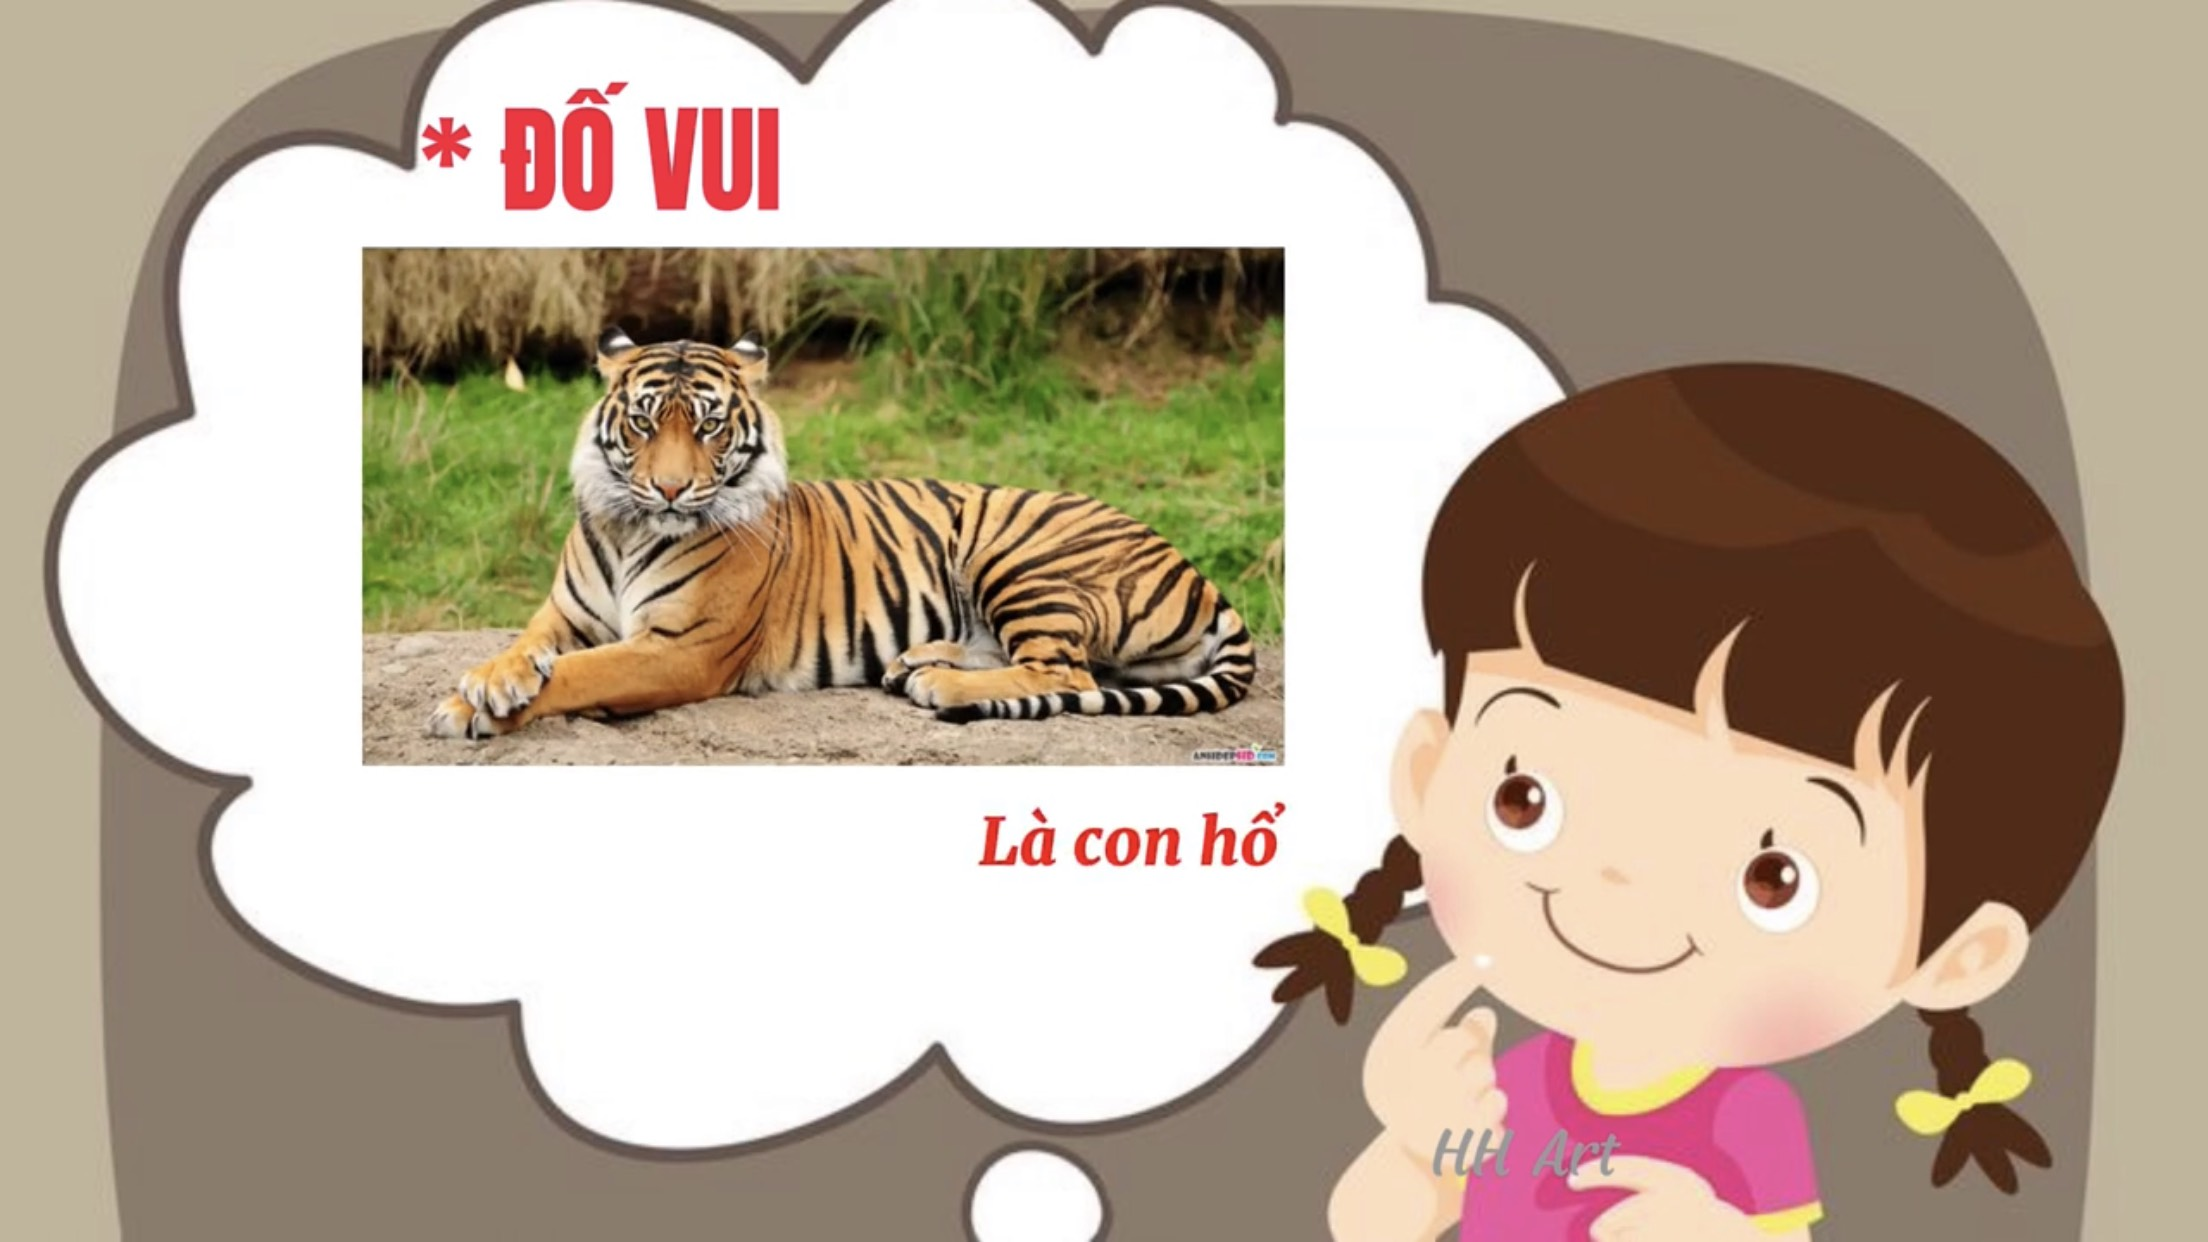 * ĐỐ VUI
Là con hổ
HH Art